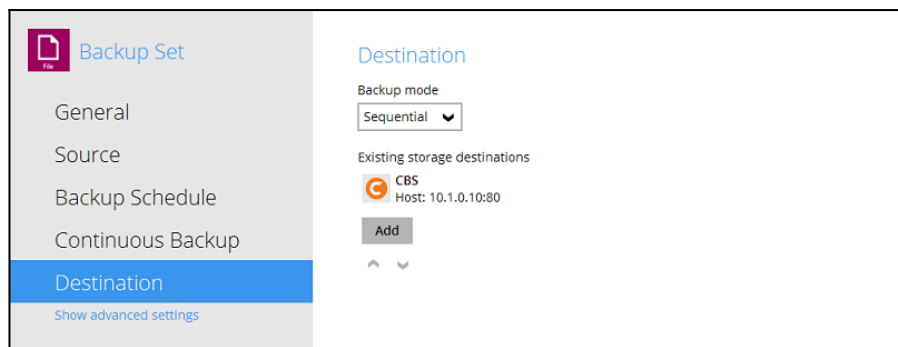 File
Backup Set
General
Source
Backup Schedule
Continuous Backup
Destination
Show advanced settings
Destination
Backup mode
Sequential
Existing storage destinations
CBS
Host: 10.1.0.10:80
Add